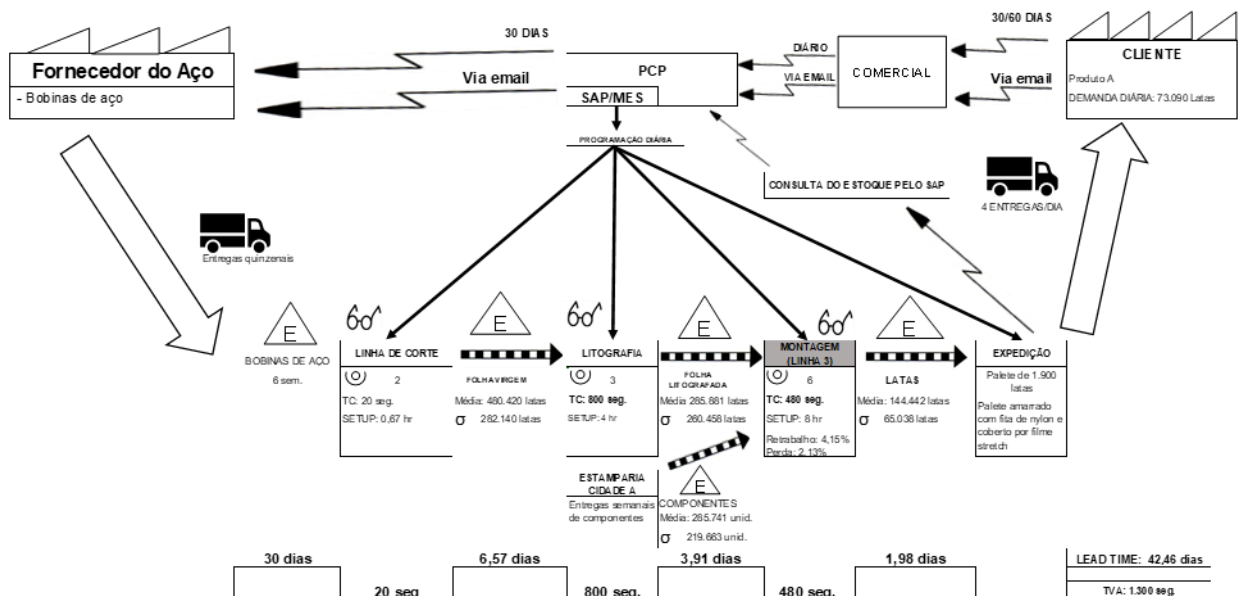 30 DIAS
30/60 DIAS
Fornecedor do Aço
- Bobinas de aço
Via email
PCP
SAP/MES
DIÁRIO
VIA EMAIL
COMERCIAL
Via email
CLIENTE
Produto A
DEMANDA DIÁRIA: 73.090 Latas
PROGRAMAÇÃO DIÁRIA
CONSULTA DO ESTOQUE PELO SAP
4 ENTREGAS/DIA
Entregas quinzenais
E
BOBINAS DE AÇO
6 sem.
LINHA DE CORTE
2
TC: 20 seg.
SETUP: 0,67 hr
E
FOLHA VIRGEM
Média: 480.420 latas
σ 282.140 latas
LITOGRAFIA
3
TC: 800 seg.
SETUP: 4 hr
E
FOLHA
LITOGRAFADA
Média 285.881 latas
σ 260.458 latas
MONTAGEM
(LINHA 3)
6
TC: 480 seg.
SETUP: 8 hr
Retrabalho: 4,15%
Perda: 2,13%
E
LATAS
Média: 144.442 latas
σ 65.038 latas
EXPEDIÇÃO
Palete de 1.900
latas
Palete amarrado
com fita de nylon e
coberto por filme
stretch
ESTAMPARIA
CIDADE A
Entregas semanais
de componentes
E
COMPONENTES
Média: 285.741 unid.
σ 219.663 unid.
30 dias
6,57 dias
3,91 dias
1,98 dias
LEAD TIME: 42,46 dias
20 seg
800 seg.
480 seg.
TVA: 1.300 seg.